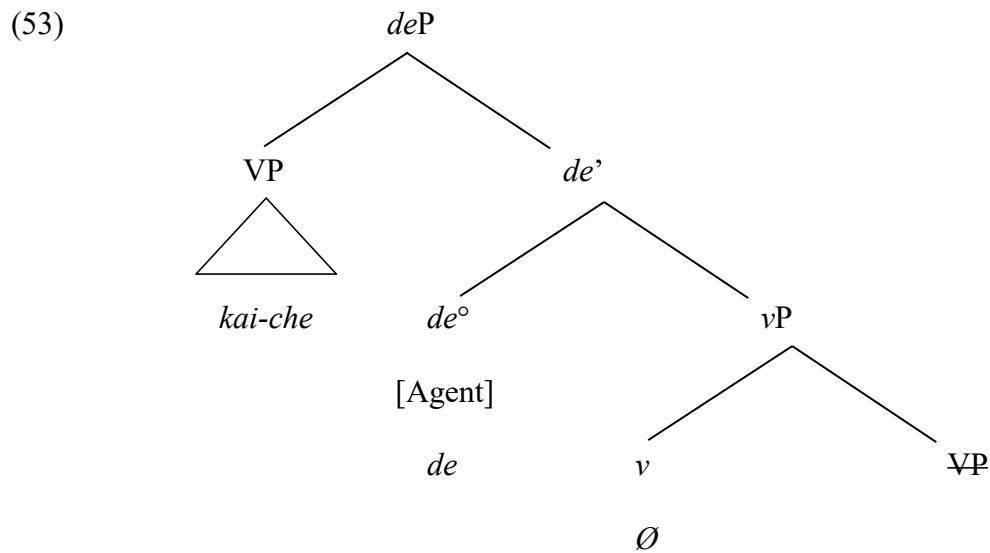 (53) deP
VP de’
kai-che de° vP
[Agent]
de v VP
Ø